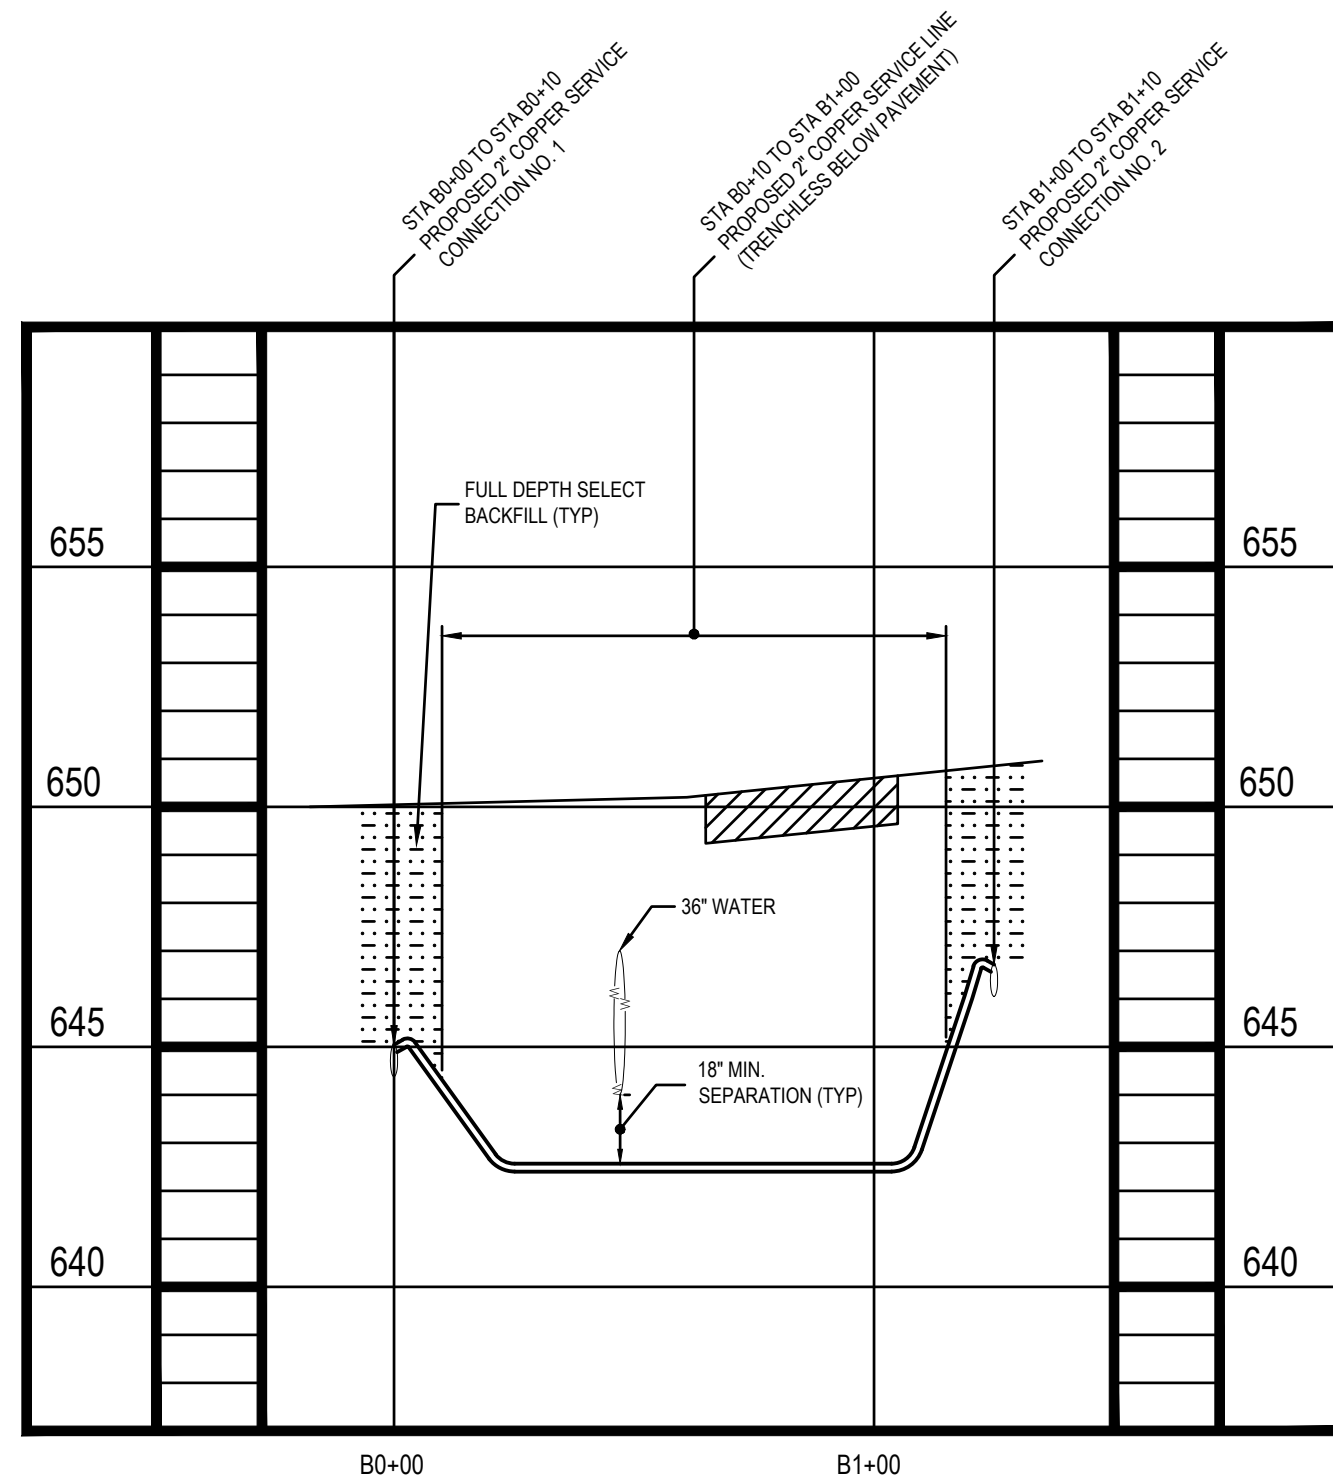 STA B0+00 TO STA B0+10
PROPOSED 2" COPPER SERVICE
CONNECTION NO. 1
STA B0+10 TO STA B1+00
PROPOSED 2" COPPER SERVICE LINE
(TRENCHLESS BELOW PAVEMENT)
STA B1+00 TO STA B1+10
PROPOSED 2" COPPER SERVICE
CONNECTION NO. 2
FULL DEPTH SELECT
BACKFILL (TYP)
655
655
650
650
36" WATER
645
645
18" MIN.
SEPARATION (TYP)
640
640
B0+00
B1+00